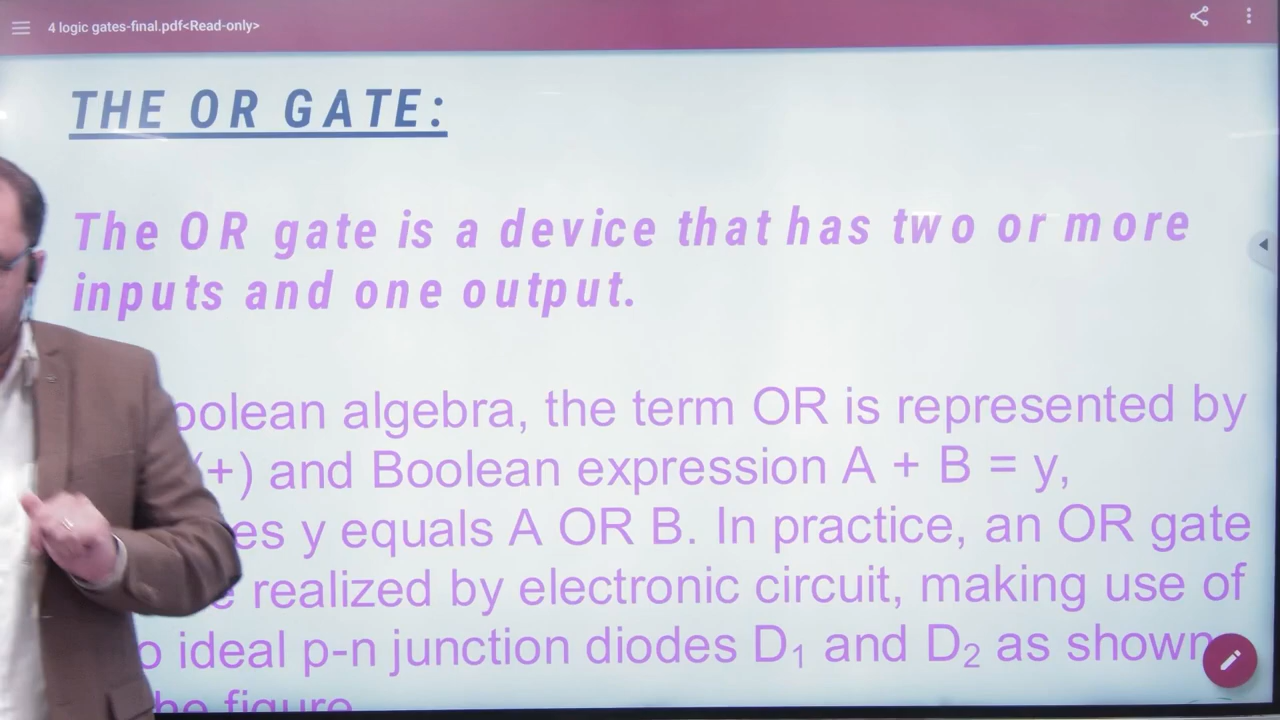 4 logic gates-final.pdf<Read-only>
THE OR GATE:
The OR gate is a device that has two or more
inputs and one output.
oolean algebra, the term OR is represented by
(+) and Boolean expression A + B = y,
es y equals A OR B. In practice, an OR gate
e realized by electronic circuit, making use of
o ideal p-n junction diodes D₁ and D₂ as shown
he figure